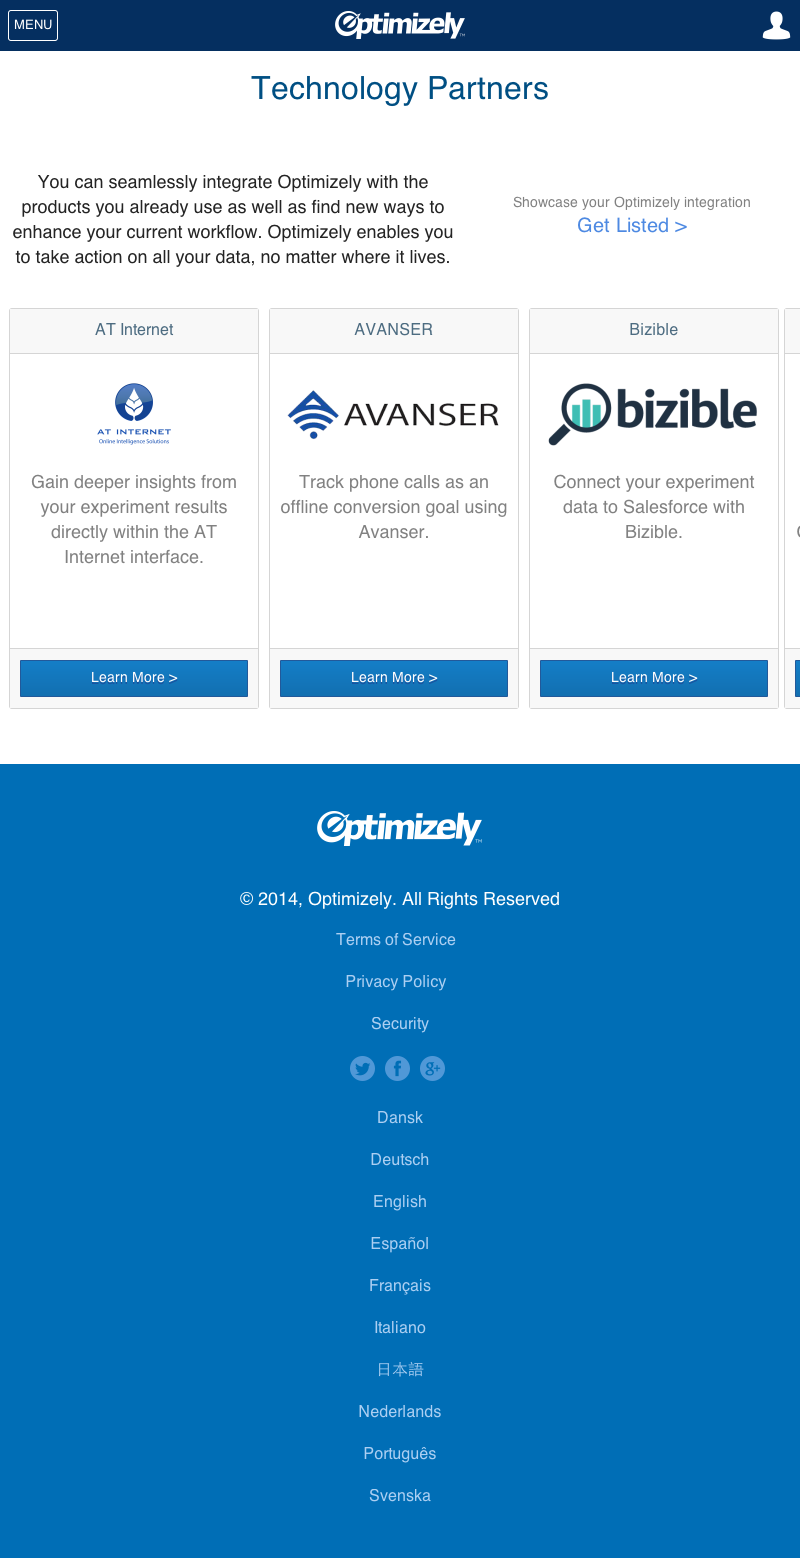 MENU
Optimizely
Technology Partners
You can seamlessly integrate Optimizely with the
products you already use as well as find new ways to
enhance your current workflow. Optimizely enables you
to take action on all your data, no matter where it lives.
Showcase your Optimizely integration
Get Listed >
AT Internet
AT INTERNET
Online Intelligence Solutions
Gain deeper insights from
your experiment results
directly within the AT
Internet interface.
Learn More >
AVANSER
AVANSER
Track phone calls as an
offline conversion goal using
Avanser.
Learn More >
Bizible
bizible
Connect your experiment
data to Salesforce with
Bizible.
Learn More >
Optimizely
© 2014, Optimizely. All Rights Reserved
Terms of Service
Privacy Policy
Security
Dansk
Deutsch
English
Español
Français
Italiano
日本語
Nederlands
Português
Svenska